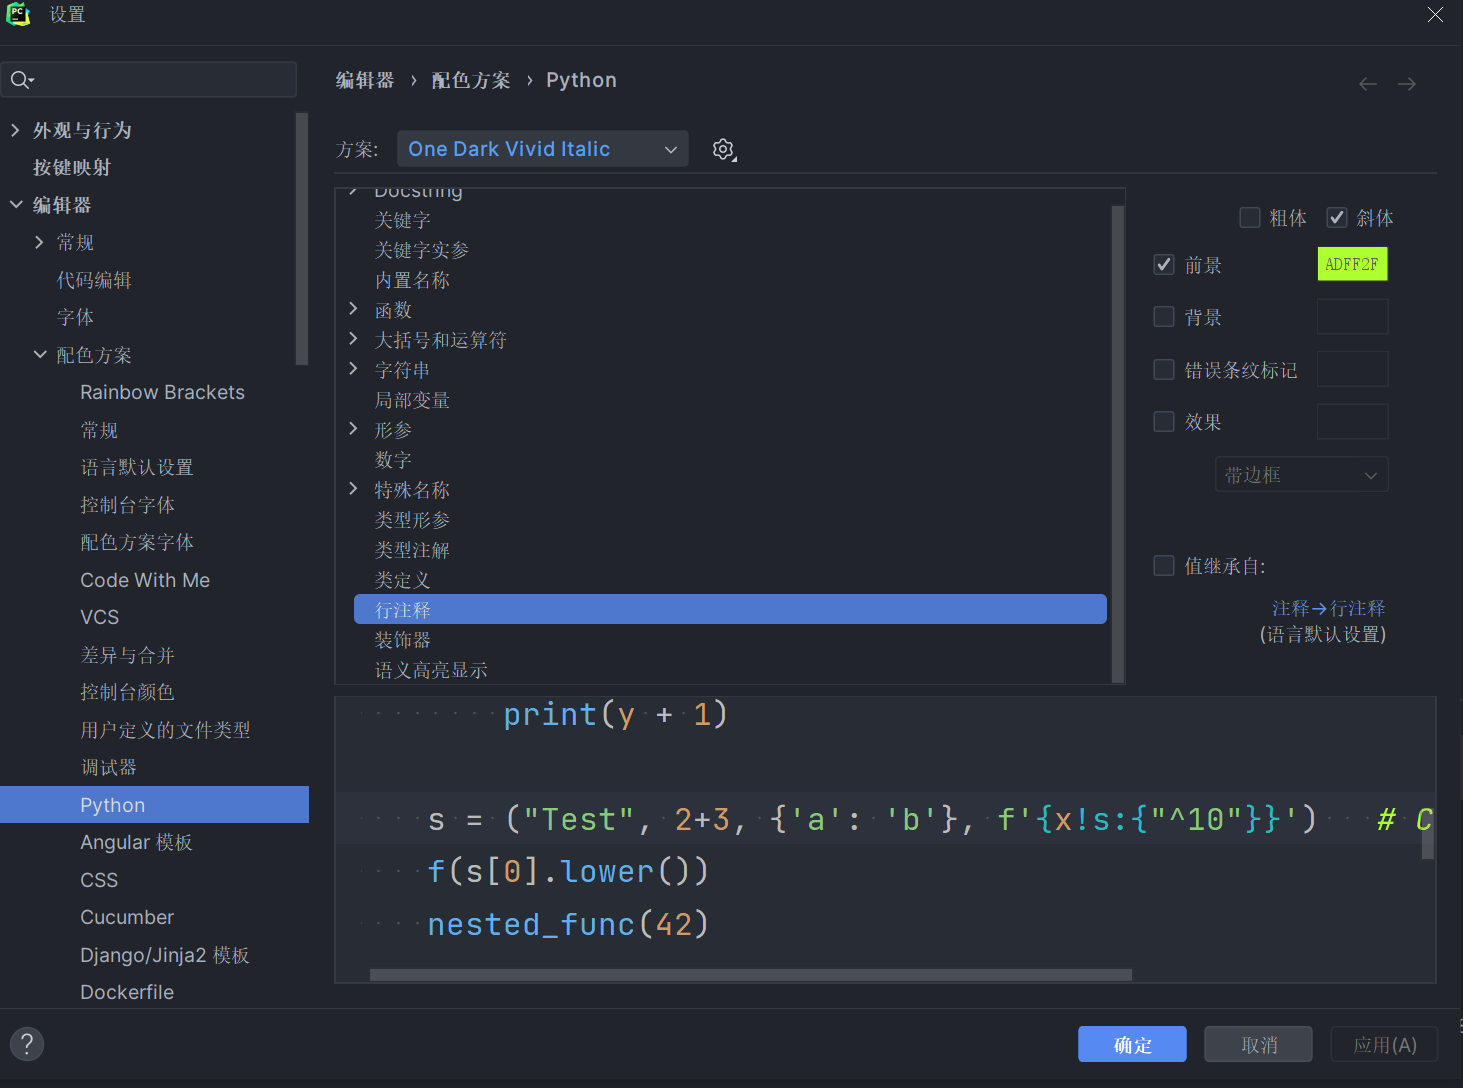 PC
设置
外观与行为
按键映射
编辑器
常规
代码编辑
字体
配色方案
Rainbow Brackets
常规
语言默认设置
控制台字体
配色方案字体
Code With Me
VCS
差异与合并
控制台颜色
用户定义的文件类型
调试器
Python
Angular 模板
CSS
Cucumber
Django/Jinja2 模板
Dockerfile
编辑器 › 配色方案 › Python
方案: One Dark Vivid Italic
Docstring
关键字
关键字实参
内置名称
函数
大括号和运算符
字符串
局部变量
形参
数字
特殊名称
类型形参
类型注解
类定义
行注释
装饰器
语义高亮显示
粗体 斜体
前景 ADFF2F
背景
错误条纹标记
效果
带边框
值继承自:
注释→行注释
(语言默认设置)
print(y + 1)
s = ("Test", 2+3, {'a': 'b'}, f'{x!s:{"^10"}}') # C
f(s[0].lower())
nested_func(42)
?
确定 取消 应用(A)